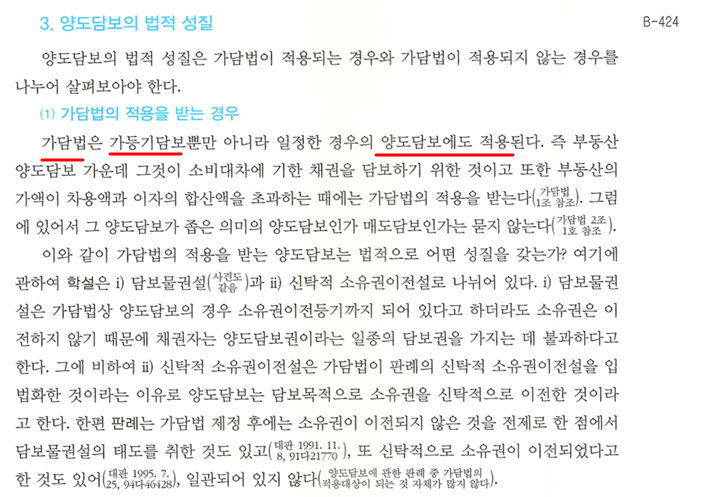 3. 양도담보의 법적 성질
B-424
양도담보의 법적 성질은 가담법이 적용되는 경우와 가담법이 적용되지 않는 경우를
나누어 살펴보아야 한다.
(1) 가담법의 적용을 받는 경우
가담법은 가등기담보뿐만 아니라 일정한 경우의 양도담보에도 적용된다. 즉 부동산
양도담보 가운데 그것이 소비대차에 기한 채권을 담보하기 위한 것이고 또한 부동산의
가액이 차용액과 이자의 합산액을 초과하는 때에는 가담법의 적용을 받는다(가담법 1조 참조). 그럼
에 있어서 그 양도담보가 좁은 의미의 양도담보인가 매도담보인가는 묻지 않는다(가담법 2조 1호 참조).
이와 같이 가담법의 적용을 받는 양도담보는 법적으로 어떤 성질을 갖는가? 여기에
관하여 학설은 i) 담보물권설(사견도 같음)과 ii) 신탁적 소유권이전설로 나뉘어 있다. i) 담보물권
설은 가담법상 양도담보의 경우 소유권이전등기까지 되어 있다고 하더라도 소유권은 이
전하지 않기 때문에 채권자는 양도담보권이라는 일종의 담보권을 가지는 데 불과하다고
한다. 그에 비하여 ii) 신탁적 소유권이전설은 가담법이 판례의 신탁적 소유권이전설을 입
법화한 것이라는 이유로 양도담보는 담보목적으로 소유권을 신탁적으로 이전한 것이라
고 한다. 한편 판례는 가담법 제정 후에는 소유권이 이전되지 않은 것을 전제로 한 점에서
담보물권설의 태도를 취한 것도 있고(대판 1991. 11. 8, 91다21770), 또 신탁적으로 소유권이 이전되었다고
한 것도 있어(대판 1995. 7. 25, 94다46428), 일관되어 있지 않다(양도담보에 관한 판례 중 가담법의 적용대상이 되는 것 자체가 많지 않다).